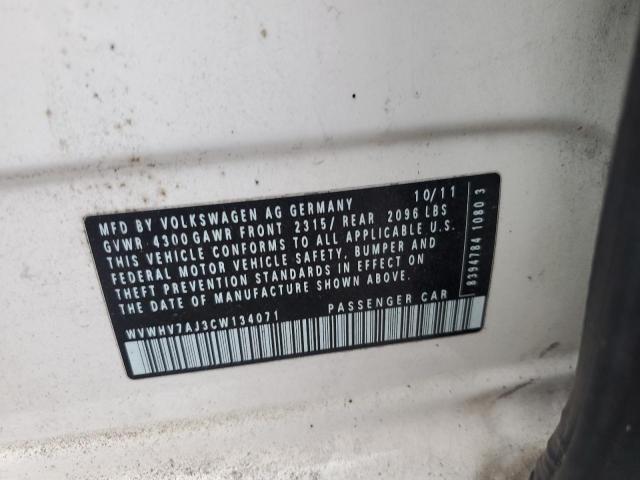 MFD BY VOLKSWAGEN AG GERMANY 10/11
GVWR 4300 GAWR FRONT 2315/ REAR 2096 LBS
THIS VEHICLE CONFORMS TO ALL APPLICABLE U.S.
FEDERAL MOTOR VEHICLE SAFETY, BUMPER AND
THEFT PREVENTION STANDARDS IN EFFECT ON
THE DATE OF MANUFACTURE SHOWN ABOVE.
WVWHV7AJ3CW134071 PASSENGER CAR
8394784 1080 3